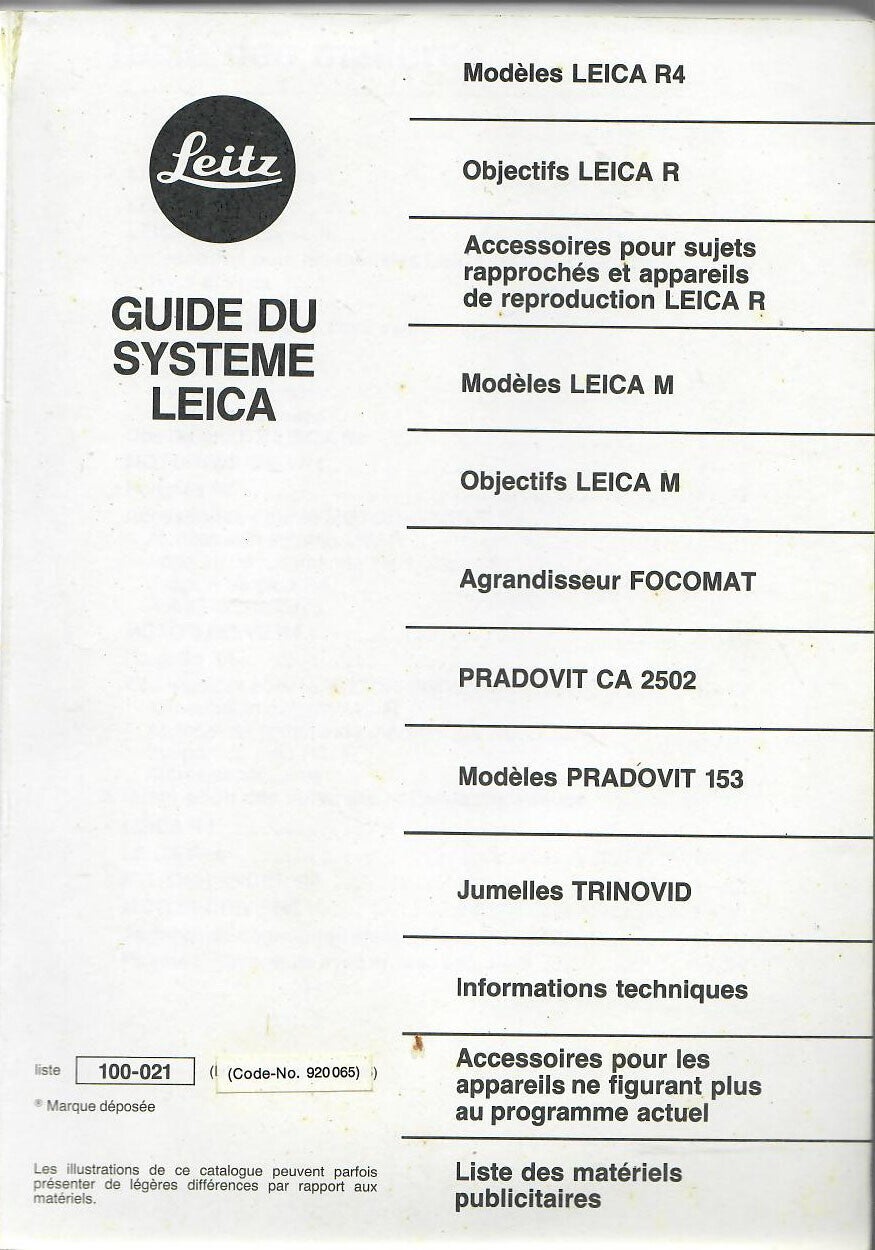 Leitz
GUIDE DU
SYSTEME
LEICA
Modèles LEICA R4
Objectifs LEICA R
Accessoires pour sujets
rapprochés et appareils
de reproduction LEICA R
Modèles LEICA M
Objectifs LEICA M
Agrandisseur FOCOMAT
PRADOVIT CA 2502
Modèles PRADOVIT 153
Jumelles TRINOVID
Informations techniques
Accessoires pour les
appareils ne figurant plus
au programme actuel
Liste des matériels
publicitaires
liste 100-021 (Code-No. 920065)
® Marque déposée
Les illustrations de ce catalogue peuvent parfois
présenter de légères différences par rapport aux
matériels.